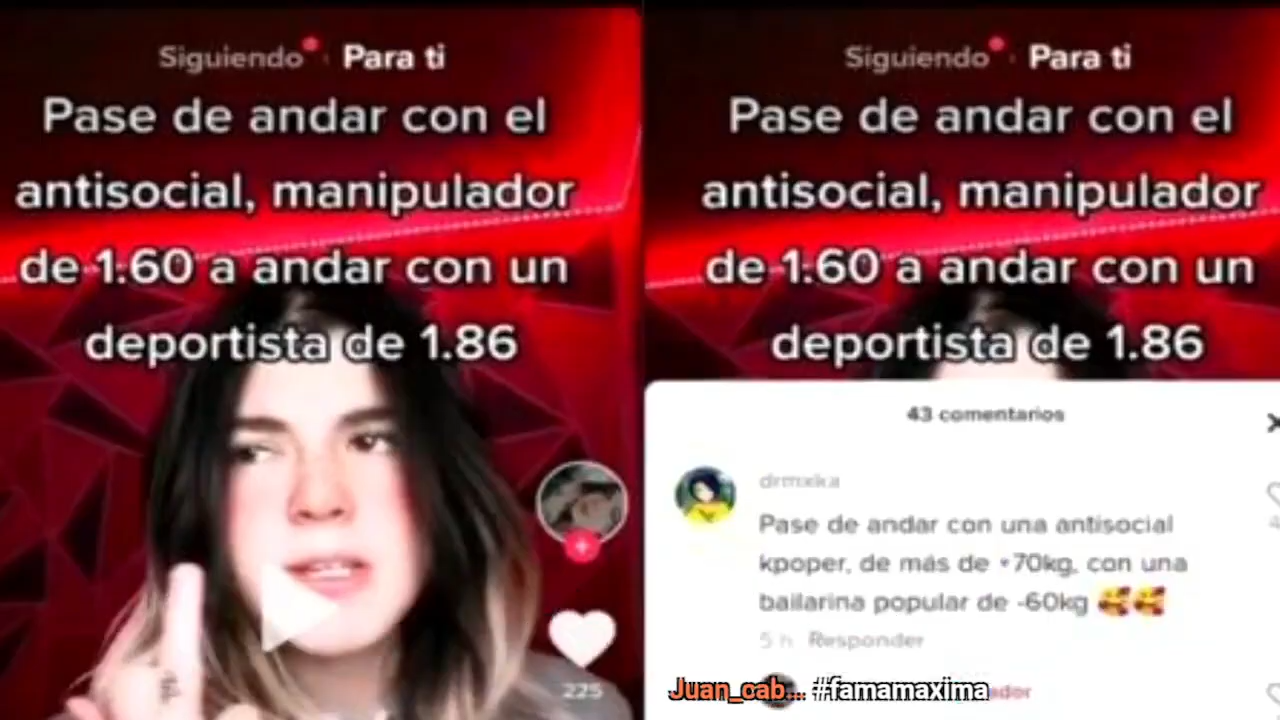 Siguiendo · Para ti
Pase de andar con el
antisocial, manipulador
de 1.60 a andar con un
deportista de 1.86
225
Siguiendo · Para ti
Pase de andar con el
antisocial, manipulador
de 1.60 a andar con un
deportista de 1.86
43 comentarios
drmxka
Pase de andar con una antisocial
kpoper, de más de +70kg, con una
bailarina popular de -60kg 🥰🥰
5 h Responder
Juan_cab... #famamaxima